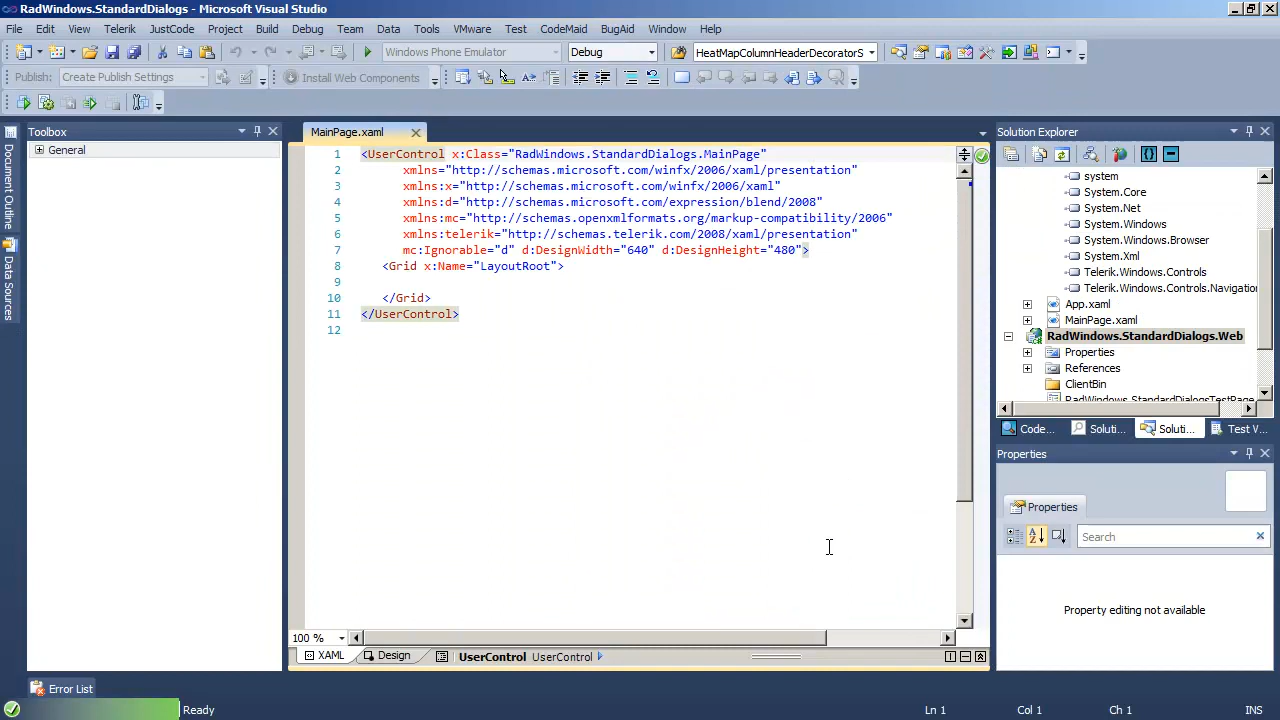 RadWindows.StandardDialogs - Microsoft Visual Studio
File Edit View Telerik JustCode Project Build Debug Team Data Tools VMware Test CodeMaid BugAid Window Help
Windows Phone Emulator Debug HeatMapColumnHeaderDecoratorS
Publish: Create Publish Settings Install Web Components
Toolbox
General
Document Outline
Data Sources
MainPage.xaml
1 <UserControl x:Class="RadWindows.StandardDialogs.MainPage"
2 xmlns="http://schemas.microsoft.com/winfx/2006/xaml/presentation"
3 xmlns:x="http://schemas.microsoft.com/winfx/2006/xaml"
4 xmlns:d="http://schemas.microsoft.com/expression/blend/2008"
5 xmlns:mc="http://schemas.openxmlformats.org/markup-compatibility/2006"
6 xmlns:telerik="http://schemas.telerik.com/2008/xaml/presentation"
7 mc:Ignorable="d" d:DesignWidth="640" d:DesignHeight="480">
8 <Grid x:Name="LayoutRoot">
9
10 </Grid>
11 </UserControl>
12
100 %
XAML Design UserControl UserControl
Solution Explorer
system
System.Core
System.Net
System.Windows
System.Windows.Browser
System.Xml
Telerik.Windows.Controls
Telerik.Windows.Controls.Navigation
App.xaml
MainPage.xaml
RadWindows.StandardDialogs.Web
Properties
References
ClientBin
RadWindows.StandardDialogsTestPage
Code... Soluti... Soluti... Test V...
Properties
Properties
Search
Property editing not available
Error List
Ready Ln 1 Col 1 Ch 1 INS